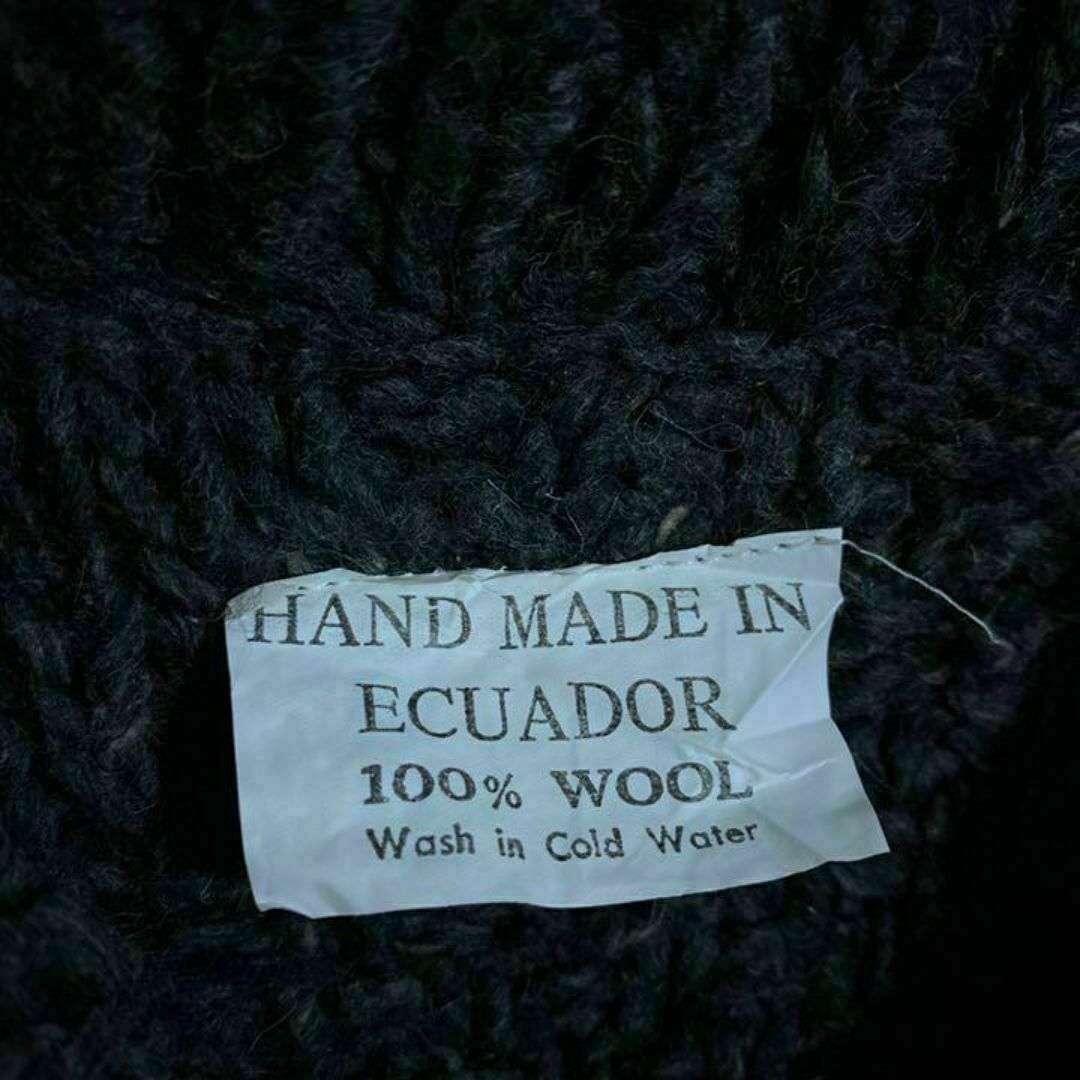 HAND MADE IN
ECUADOR
100% WOOL
Wash in Cold Water